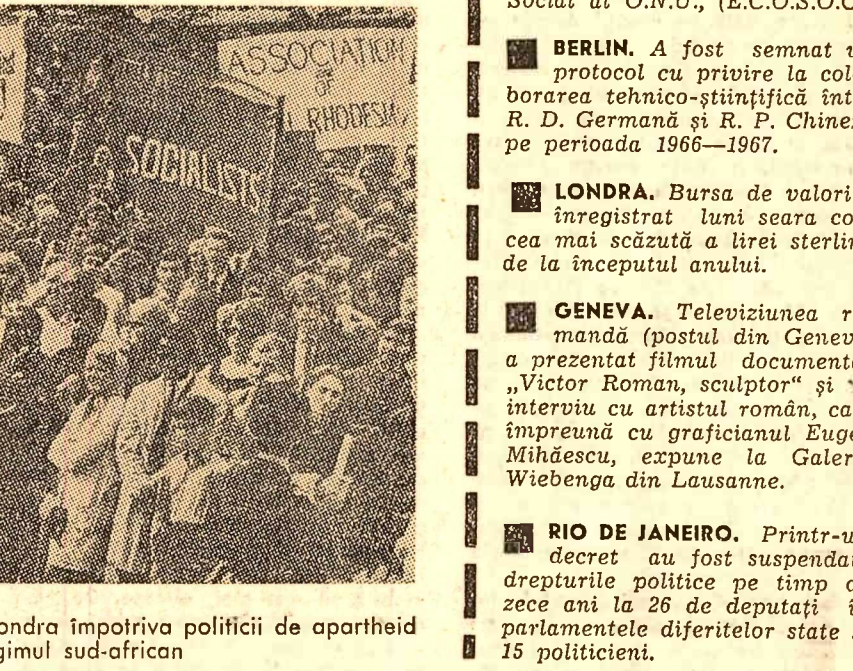 ASSOCIATION
OF
RHODESIA
SOCIALISTS
ondra împotriva politicii de apartheid
gimul sud-african
Social al O.N.U., (E.C.O.S.O.C
BERLIN. A fost semnat u
protocol cu privire la col
borarea tehnico-științifică înt
R. D. Germană și R. P. Chine
pe perioada 1966—1967.
LONDRA. Bursa de valori
înregistrat luni seara co
cea mai scăzută a lirei sterlin
de la începutul anului.
GENEVA. Televiziunea r
mandă (postul din Genev
a prezentat filmul document
„Victor Roman, sculptor“ și
interviu cu artistul român, ca
împreună cu graficianul Euge
Mihăescu, expune la Galer
Wiebenga din Lausanne.
RIO DE JANEIRO. Printr-u
decret au fost suspendat
drepturile politice pe timp d
zece ani la 26 de deputați î
parlamentele diferitelor state
15 politicieni.